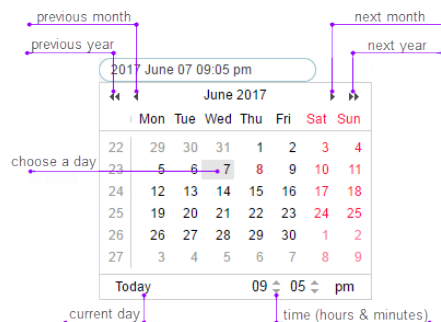 previous month
next month
previous year
next year
2017 June 07 09:05 pm
June 2017
Mon Tue Wed Thu Fri Sat Sun
22 29 30 31 1 2 3 4
choose a day
23 5 6 7 8 9 10 11
24 12 13 14 15 16 17 18
25 19 20 21 22 23 24 25
26 26 27 28 29 30 1 2
27 3 4 5 6 7 8 9
Today 09 05 pm
current day
time (hours & minutes)